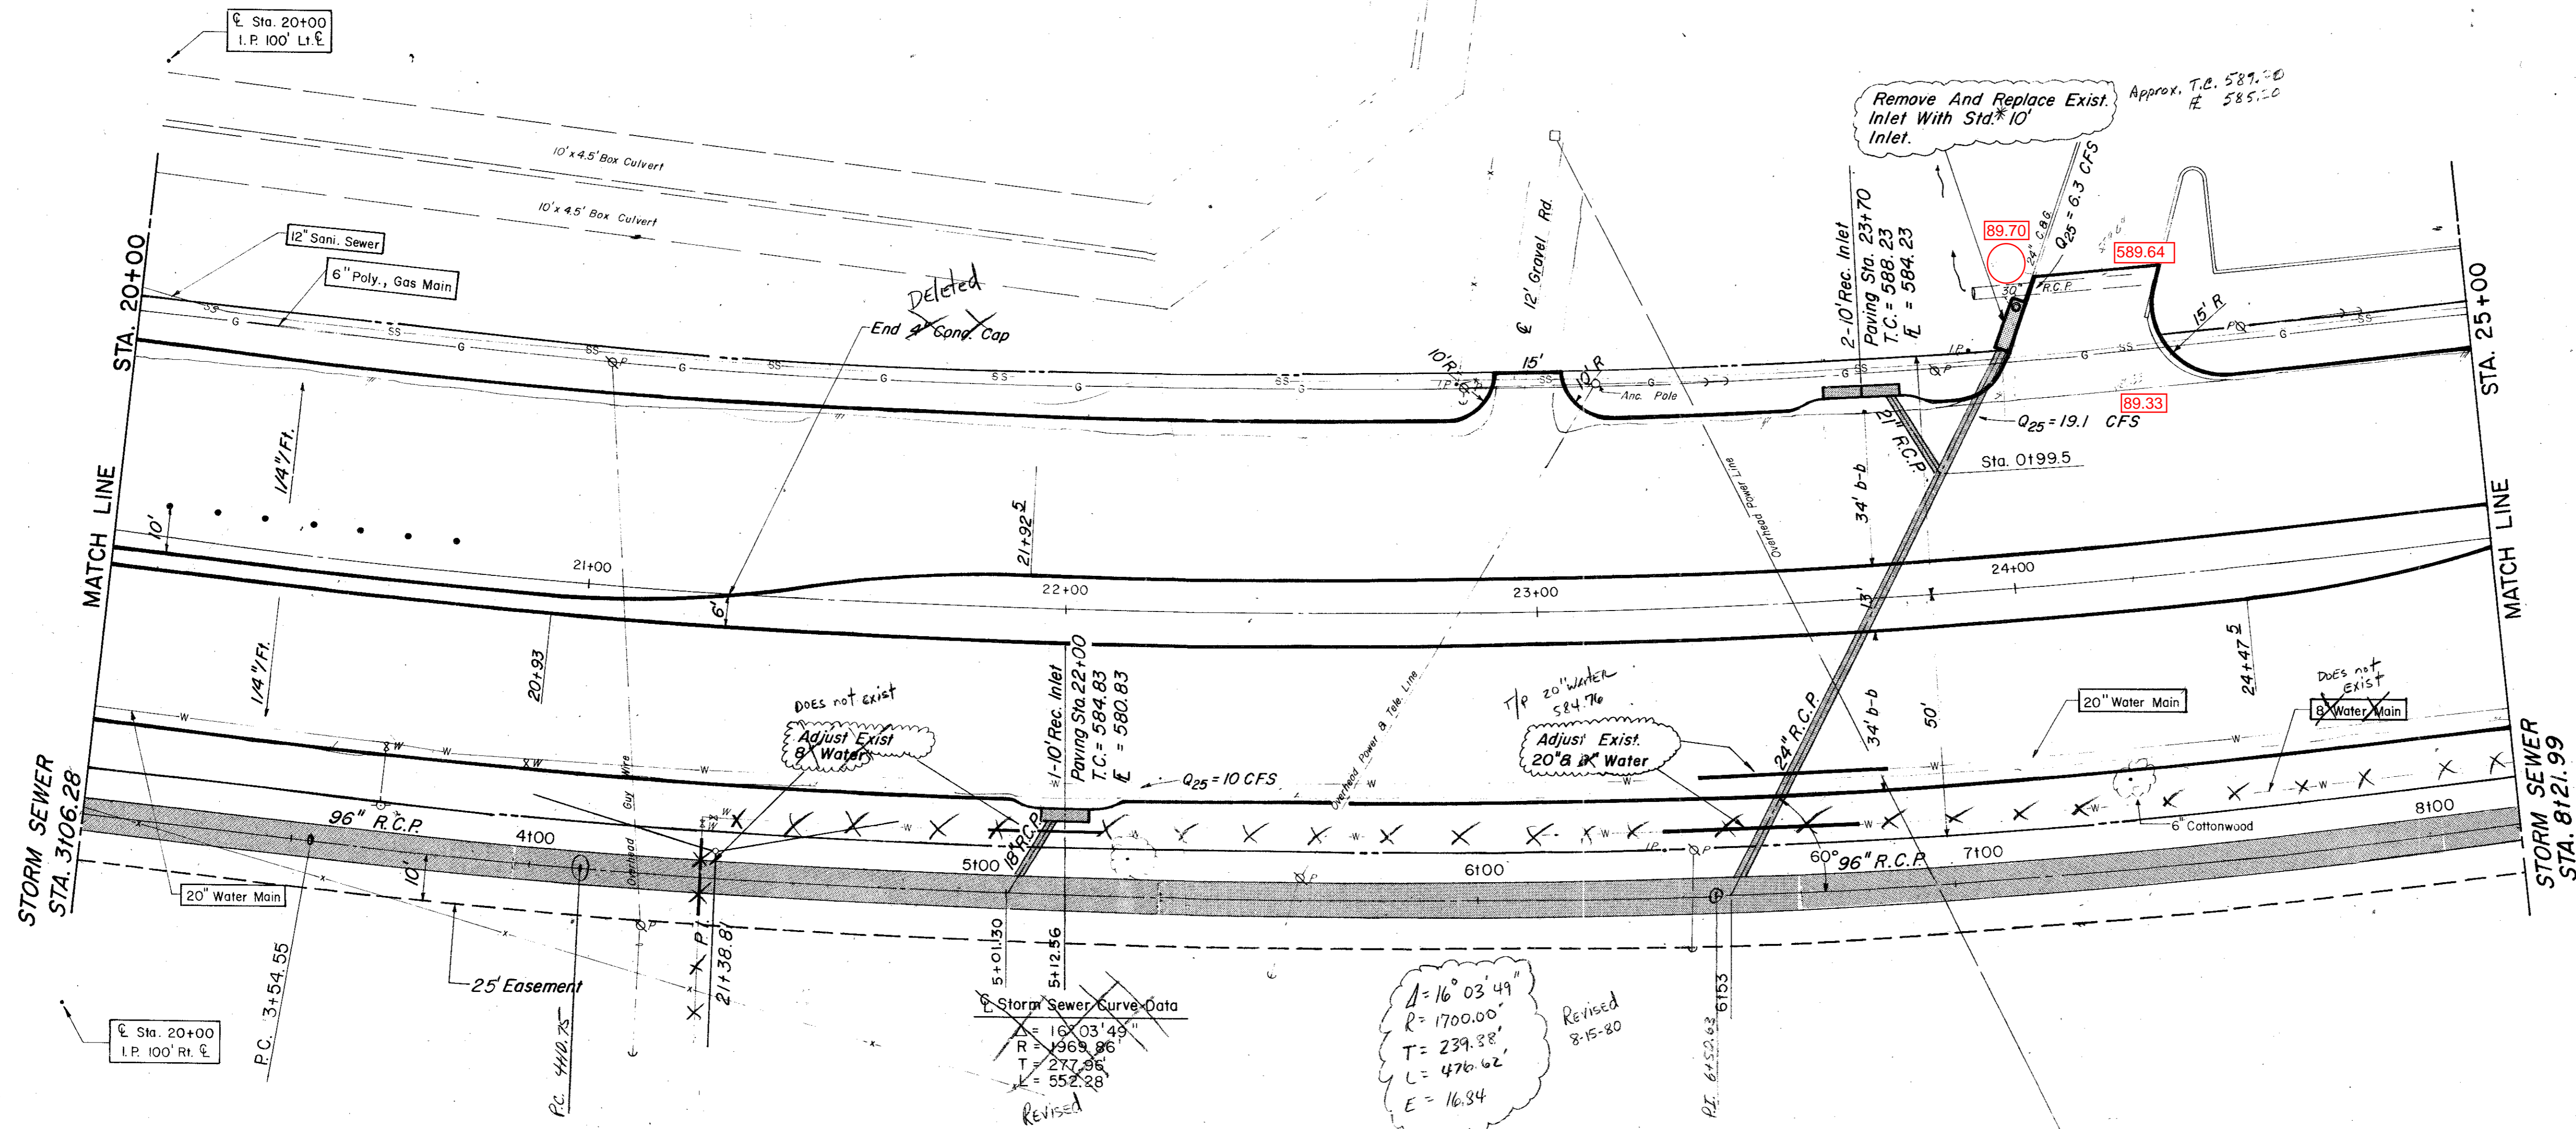 ℄ Sta. 20+00
I.P. 100' Lt. ℄
10' x 4.5' Box Culvert
10' x 4.5' Box Culvert
12" Sani. Sewer
6" Poly., Gas Main
Deleted
End 4" Conc. Cap
STA. 20+00
MATCH LINE
1/4"/Ft.
10'
1/4"/Ft.
20+93
21+00
6'
21+92 5
22+00
23+00
24+00
℄ 12' Gravel Rd.
10' R
15'
10' R
Anc. Pole
Overhead Power Line
Remove And Replace Exist.
Inlet With Std.* 10'
Inlet.
Approx. T.C.
2-10' Rec. Inlet
Paving Sta. 23+70
T.C. = 588.23
FL = 584.23
24" C.B.G.
Q25 = 6.3 CFS
89.70
589.64
30" R.C.P.
15' R
89.33
Q25 = 19.1 CFS
21" R.C.P.
Sta. 0+99.5
34' b-b
13'
34' b-b
50'
STA. 25+00
MATCH LINE
24+47 5
DOES not exist
Adjust Exist
8" Water
1-10' Rec. Inlet
Paving Sta. 22+00
T.C. = 584.83
FL = 580.83
Q25 = 10 CFS
Overhead Power & Tele. Line
T/P 20" WATER
584.76
Adjust Exist.
20" & 8" Water
24" R.C.P.
20" Water Main
DOES not
EXIST
8" Water Main
6" Cottonwood
STORM SEWER
STA. 3+06.28
96" R.C.P.
4+00
10'
Overhead Guy Wire
5+00
18" R.C.P.
6+00
60°
96" R.C.P.
7+00
8+00
STORM SEWER
STA. 8+21.99
20" Water Main
25' Easement
P.C. 3+54.55
P.C. 4+10.75
P.I.
21+38.81
5+01.30
5+12.56
6+53
P.I. 6+50.63
℄ Sta. 20+00
I.P. 100' Rt. ℄
℄ Storm Sewer Curve Data
Δ = 16° 03' 49"
R = 1969.86'
T = 277.96'
L = 552.28'
REVISED
Δ = 16° 03' 49"
R = 1700.00'
T = 239.88'
L = 476.62'
E = 16.84
REVISED
8-15-80